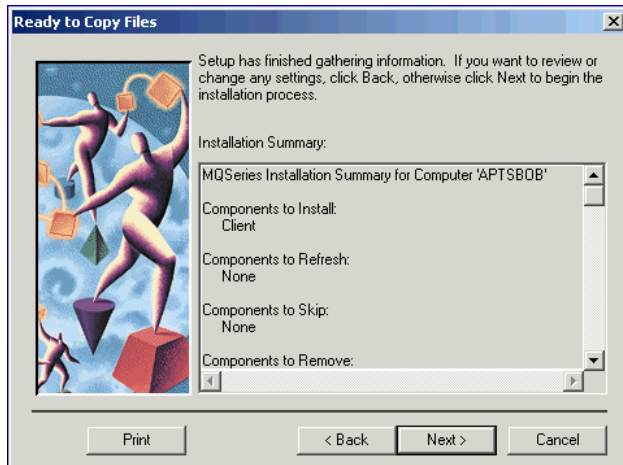 Ready to Copy Files
Setup has finished gathering information. If you want to review or
change any settings, click Back, otherwise click Next to begin the
installation process.
Installation Summary:
MQSeries Installation Summary for Computer 'APTSBOB'
Components to Install:
Client
Components to Refresh:
None
Components to Skip:
None
Components to Remove:
Print
< Back
Next >
Cancel